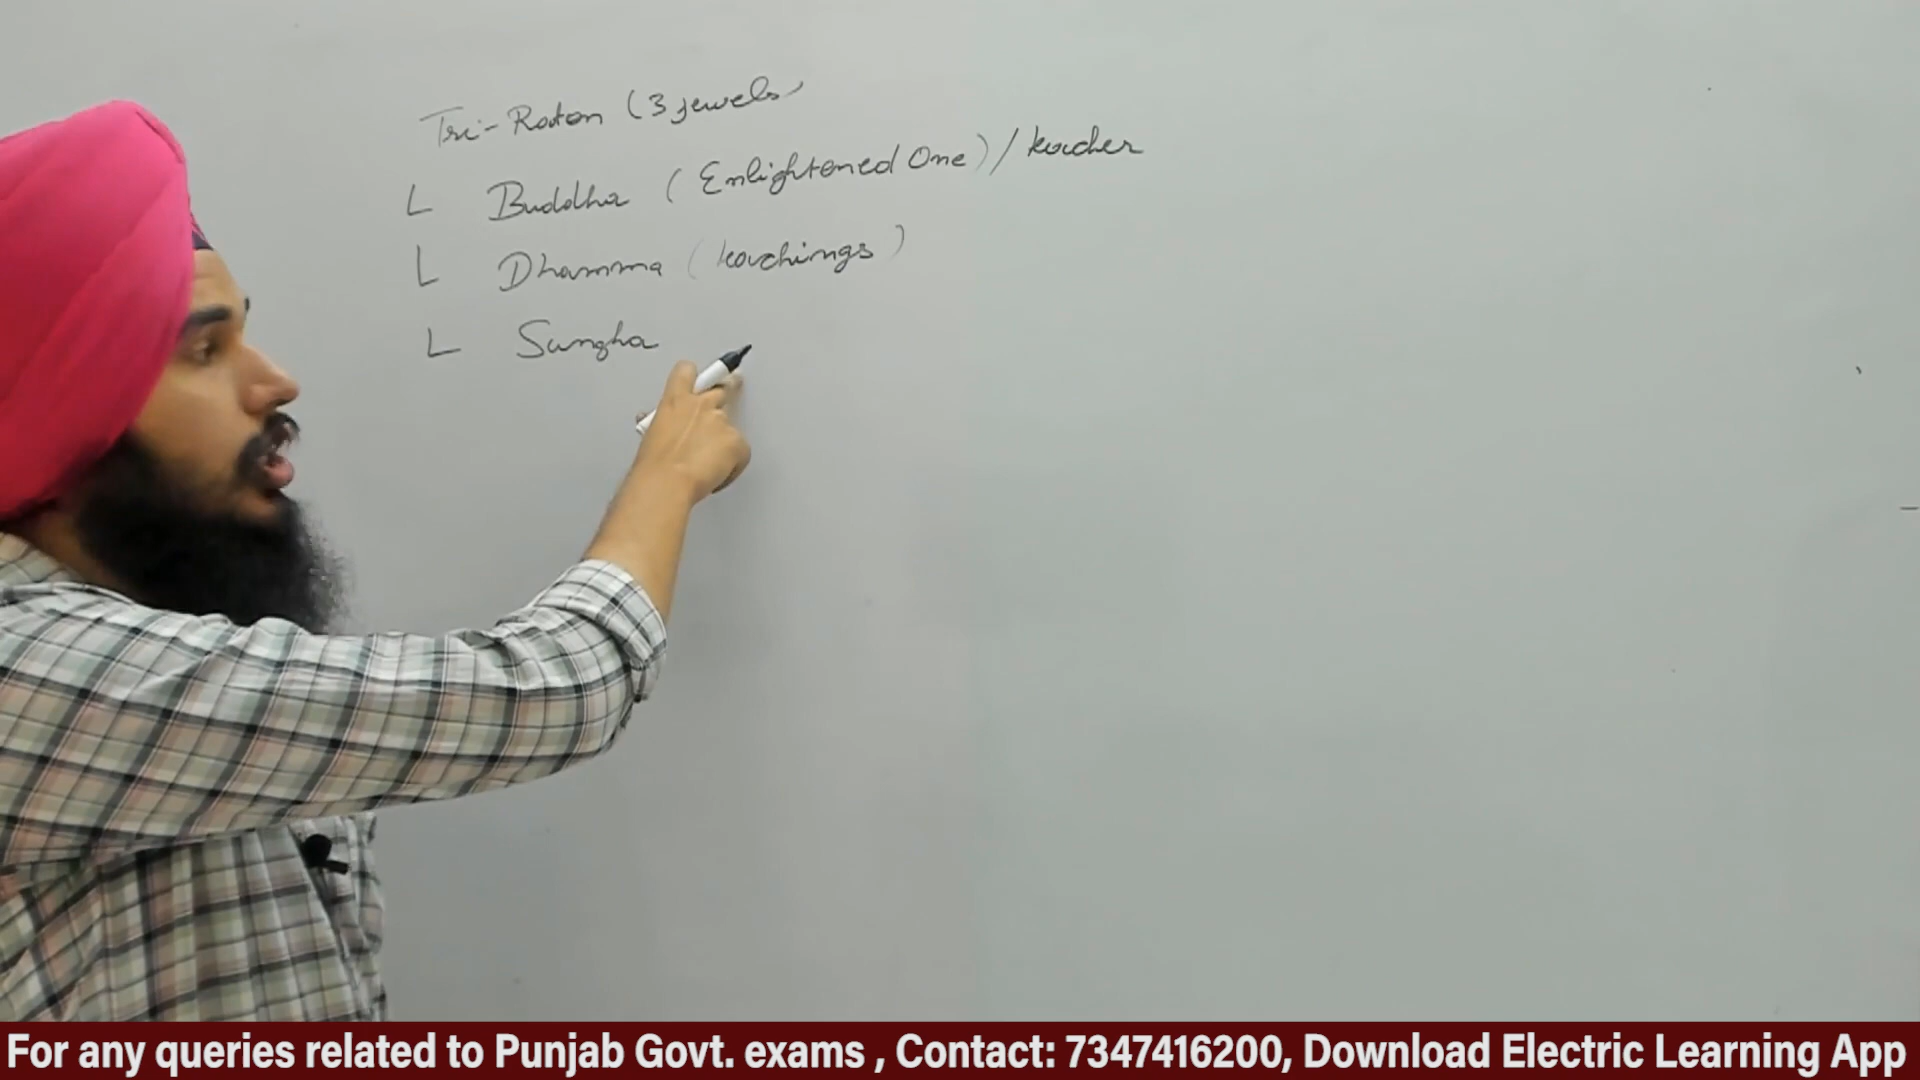 Tri-Raton (3 jewels
Buddha (Enlightened One) / teacher
Dhamma (teachings)
Sangha
For any queries related to Punjab Govt. exams , Contact: 7347416200, Download Electric Learning App